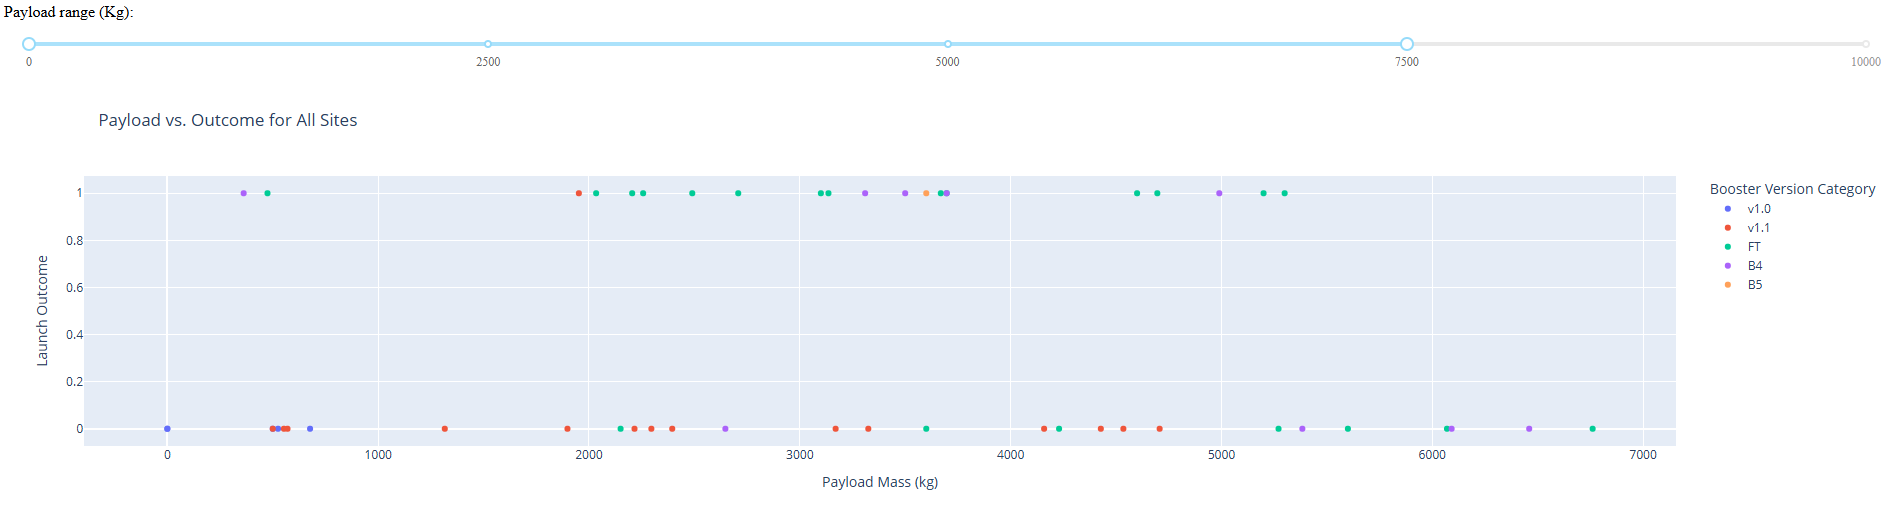 Payload range (Kg):
0 2500 5000 7500 10000
Payload vs. Outcome for All Sites
1
0.8
0.6
0.4
0.2
0
Launch Outcome
0 1000 2000 3000 4000 5000 6000 7000
Payload Mass (kg)
Booster Version Category
v1.0
v1.1
FT
B4
B5